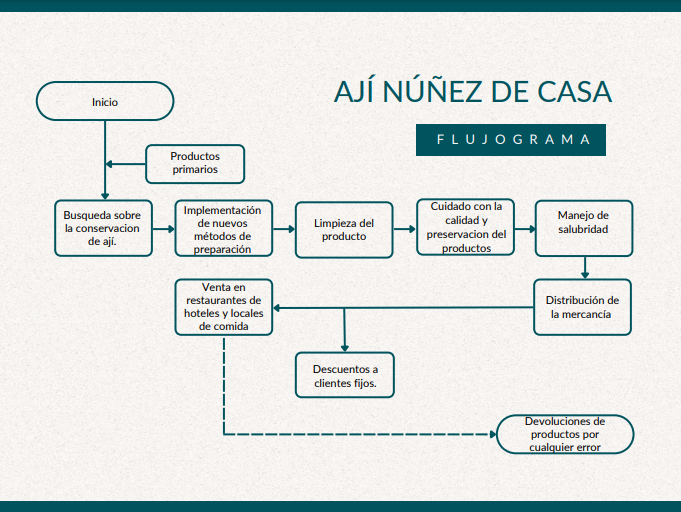 AJÍ NÚÑEZ DE CASA
FLUJOGRAMA
Inicio
Productos
primarios
Busqueda sobre
la conservacion
de ají.
Implementación
de nuevos
métodos de
preparación
Limpieza del
producto
Cuidado con la
calidad y
preservacion del
productos
Manejo de
salubridad
Distribución de
la mercancía
Venta en
restaurantes de
hoteles y locales
de comida
Descuentos a
clientes fijos.
Devoluciones de
productos por
cualquier error